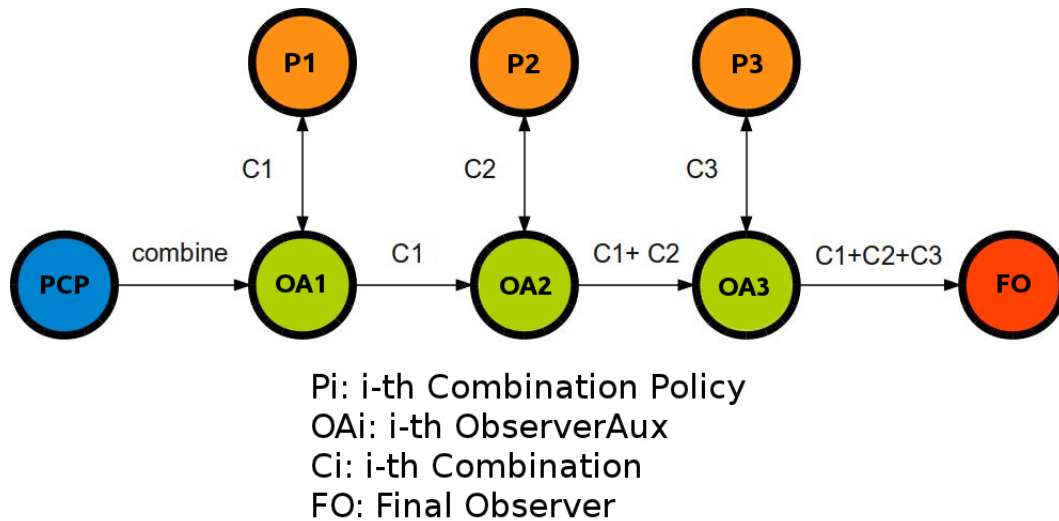 P1
P2
P3
C1
C2
C3
combine
C1
C1+ C2
C1+C2+C3
PCP
OA1
OA2
OA3
FO
Pi: i-th Combination Policy
OAi: i-th ObserverAux
Ci: i-th Combination
FO: Final Observer